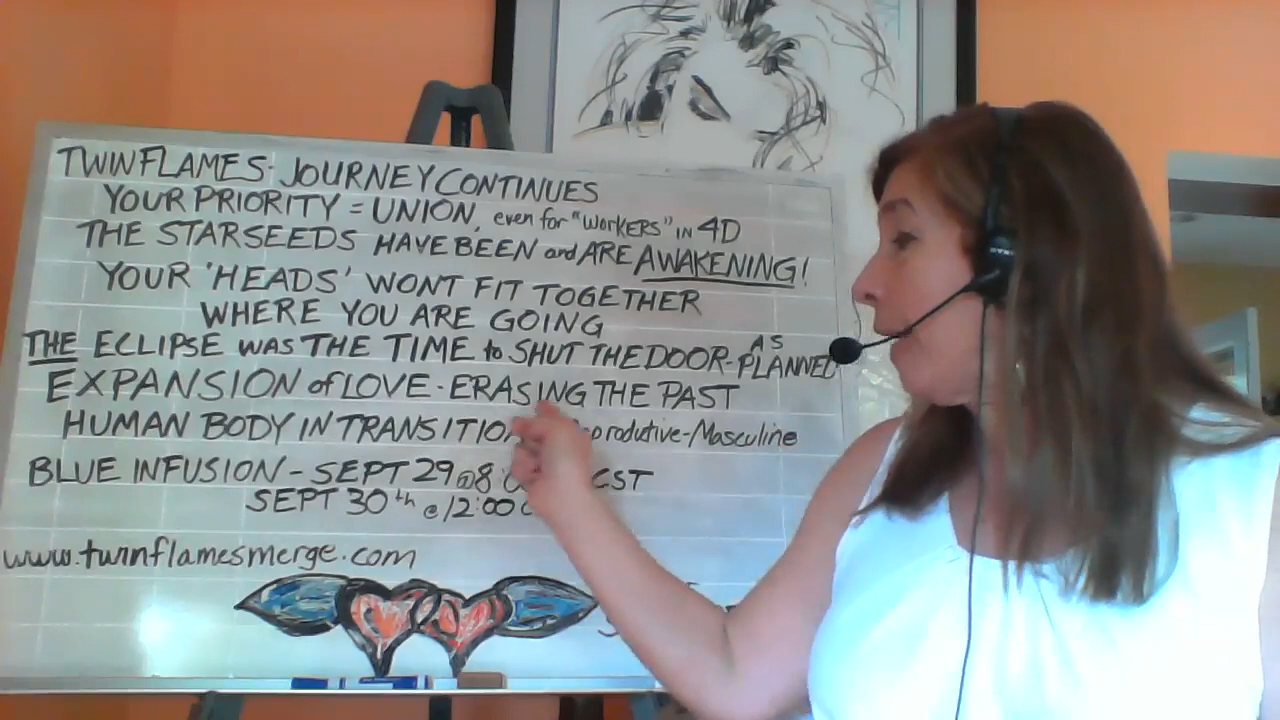 TWIN FLAMES - JOURNEY CONTINUES
YOUR PRIORITY = UNION, even for "WORKERS" IN 4D
THE STARSEEDS HAVE BEEN and ARE AWAKENING!
YOUR 'HEADS' WONT FIT TOGETHER
WHERE YOU ARE GOING
THE ECLIPSE WAS THE TIME to SHUT THE DOOR - AS PLANNED
EXPANSION of LOVE - ERASING THE PAST
HUMAN BODY IN TRANSITION produtive - Masculine
BLUE INFUSION - SEPT 29 @ 8 CST
SEPT 30th @ 12:00
www.twinflamesmerge.com